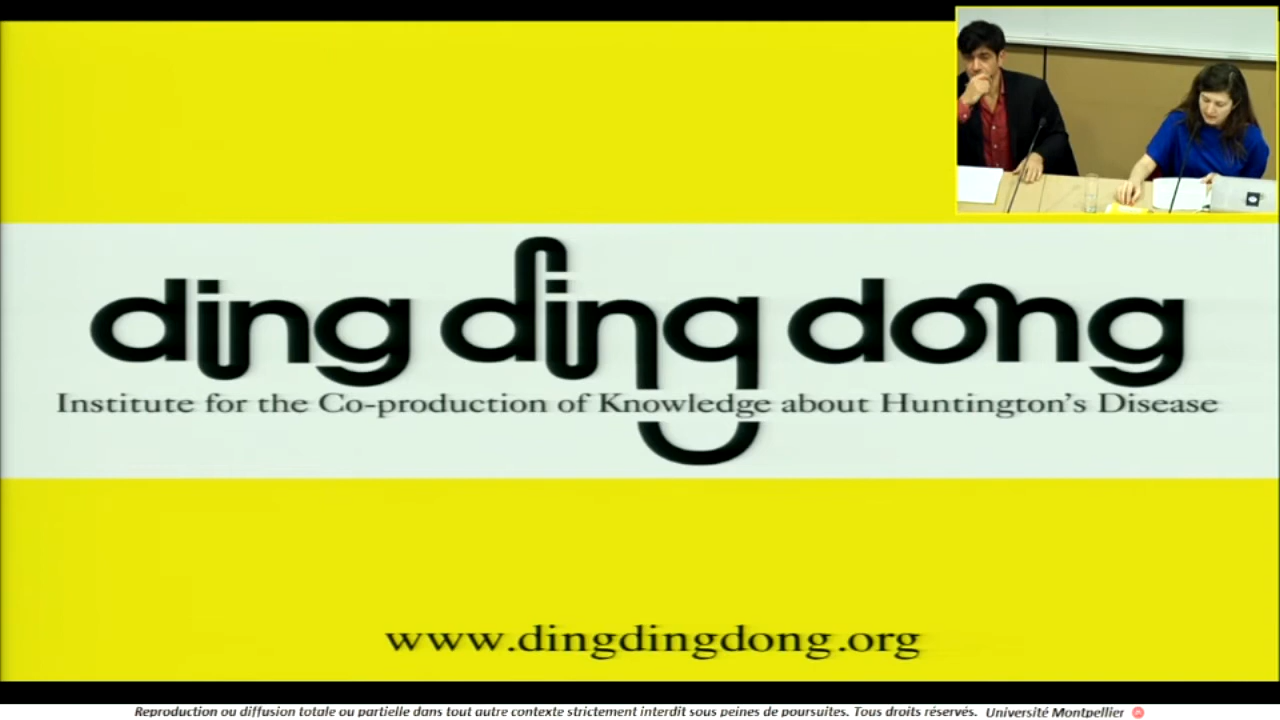 ding ding dong
Institute for the Co-production of Knowledge about Huntington's Disease
www.dingdingdong.org
Reproduction ou diffusion totale ou partielle dans tout autre contexte strictement interdit sous peines de poursuites. Tous droits réservés. Université Montpellier